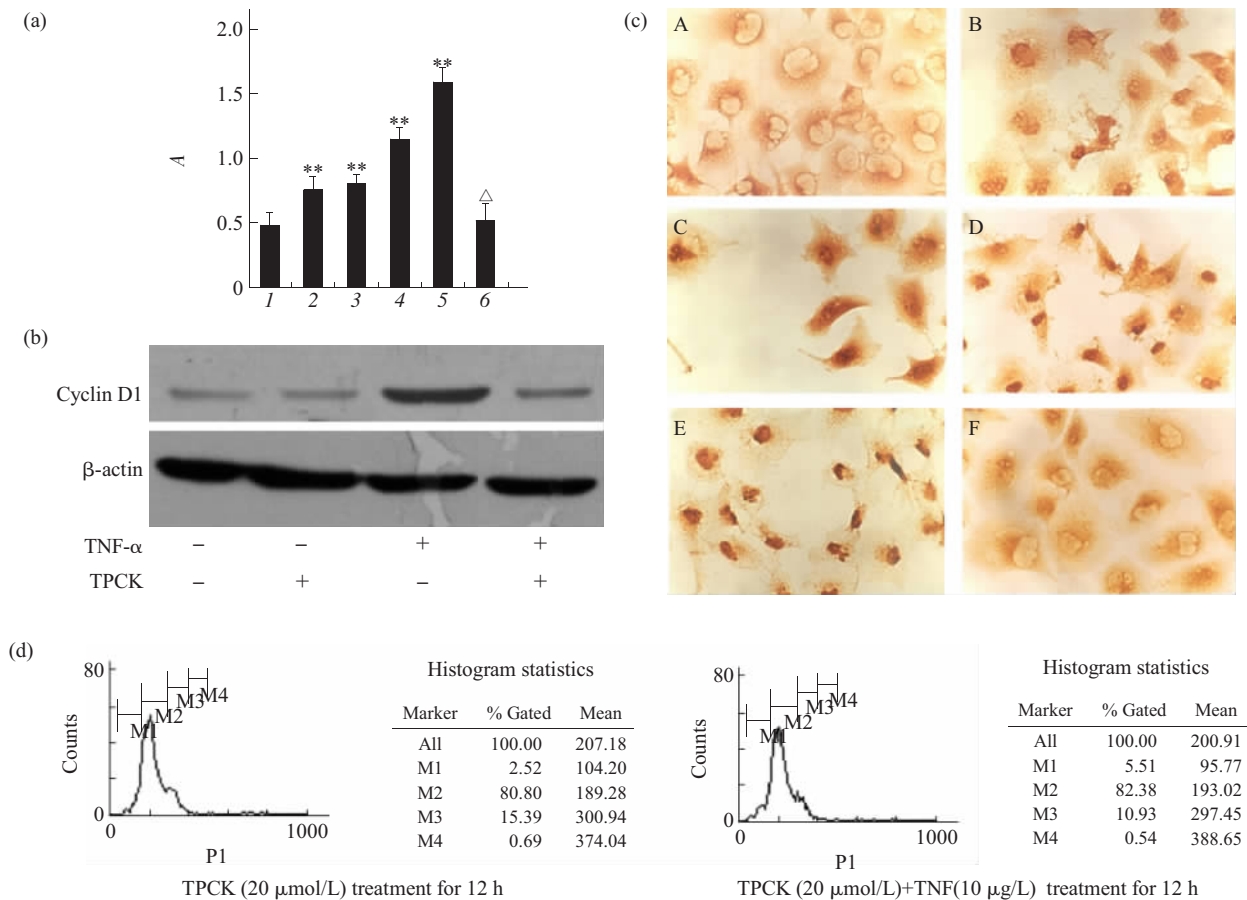 (a)
2.0
1.5
1.0
0.5
0
A
** ** ** ** △
1 2 3 4 5 6
(b)
Cyclin D1
β-actin
TNF-α − − + +
TPCK − + − +
(c)
A
B
C
D
E
F
(d)
80
0
Counts
M1
M2
M3
M4
0 1000
P1
Histogram statistics
Marker % Gated Mean
All 100.00 207.18
M1 2.52 104.20
M2 80.80 189.28
M3 15.39 300.94
M4 0.69 374.04
TPCK (20 μmol/L) treatment for 12 h
80
0
Counts
M1
M2
M3
M4
0 1000
P1
Histogram statistics
Marker % Gated Mean
All 100.00 200.91
M1 5.51 95.77
M2 82.38 193.02
M3 10.93 297.45
M4 0.54 388.65
TPCK (20 μmol/L)+TNF(10 μg/L) treatment for 12 h